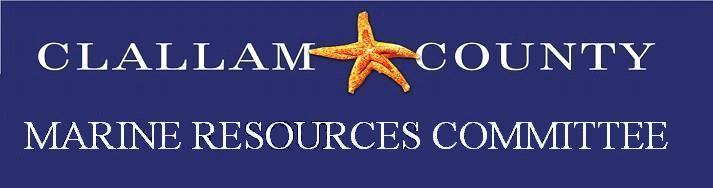 CLALLAM COUNTY
MARINE RESOURCES COMMITTEE